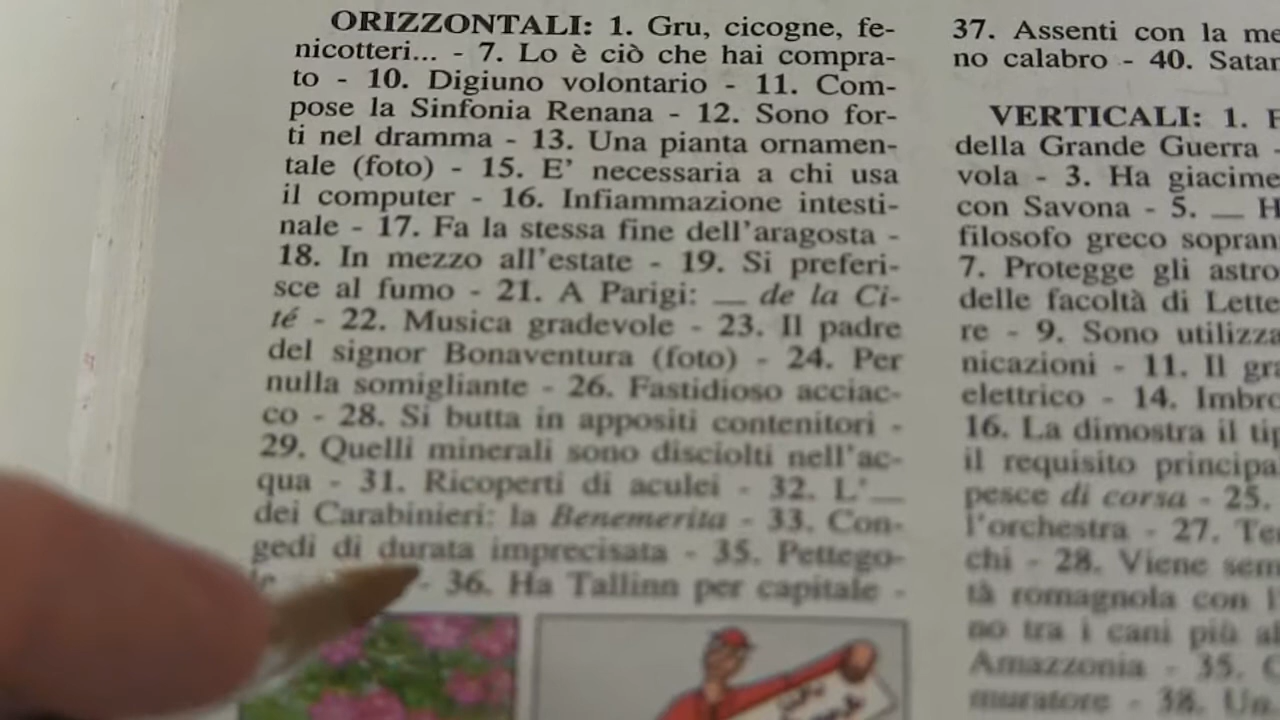 ORIZZONTALI: 1. Gru, cicogne, fe-
nicotteri... - 7. Lo è ciò che hai compra-
to - 10. Digiuno volontario - 11. Com-
pose la Sinfonia Renana - 12. Sono for-
ti nel dramma - 13. Una pianta ornamen-
tale (foto) - 15. E' necessaria a chi usa
il computer - 16. Infiammazione intesti-
nale - 17. Fa la stessa fine dell'aragosta -
18. In mezzo all'estate - 19. Si preferi-
sce al fumo - 21. A Parigi: __ de la Ci-
té - 22. Musica gradevole - 23. Il padre
del signor Bonaventura (foto) - 24. Per
nulla somigliante - 26. Fastidioso acciac-
co - 28. Si butta in appositi contenitori -
29. Quelli minerali sono disciolti nell'ac-
qua - 31. Ricoperti di aculei - 32. L'__
dei Carabinieri: la Benemerita - 33. Con-
gedi di durata imprecisata - 35. Pettego-
- 36. Ha Tallinn per capitale -
37. Assenti con la me
no calabro - 40. Satan
VERTICALI: 1.
della Grande Guerra -
vola - 3. Ha giacime
con Savona - 5. __
filosofo greco sopran
7. Protegge gli astro
delle facoltà di Lette
re - 9. Sono utilizza
nicazioni - 11. Il gra
elettrico - 14. Imbro
16. La dimostra il tip
il requisito principa
pesce di corsa - 25.
l'orchestra - 27.
chi - 28. Viene sem
tà romagnola con
no tra i cani più al
Amazzonia - 35.
muratore - 38. Un